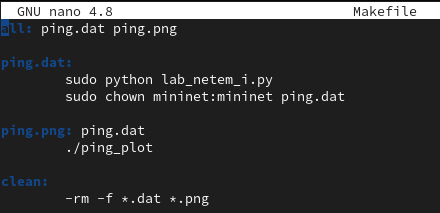 GNU nano 4.8 Makefile
all: ping.dat ping.png
ping.dat:
sudo python lab_netem_i.py
sudo chown mininet:mininet ping.dat
ping.png: ping.dat
./ping_plot
clean:
-rm -f *.dat *.png